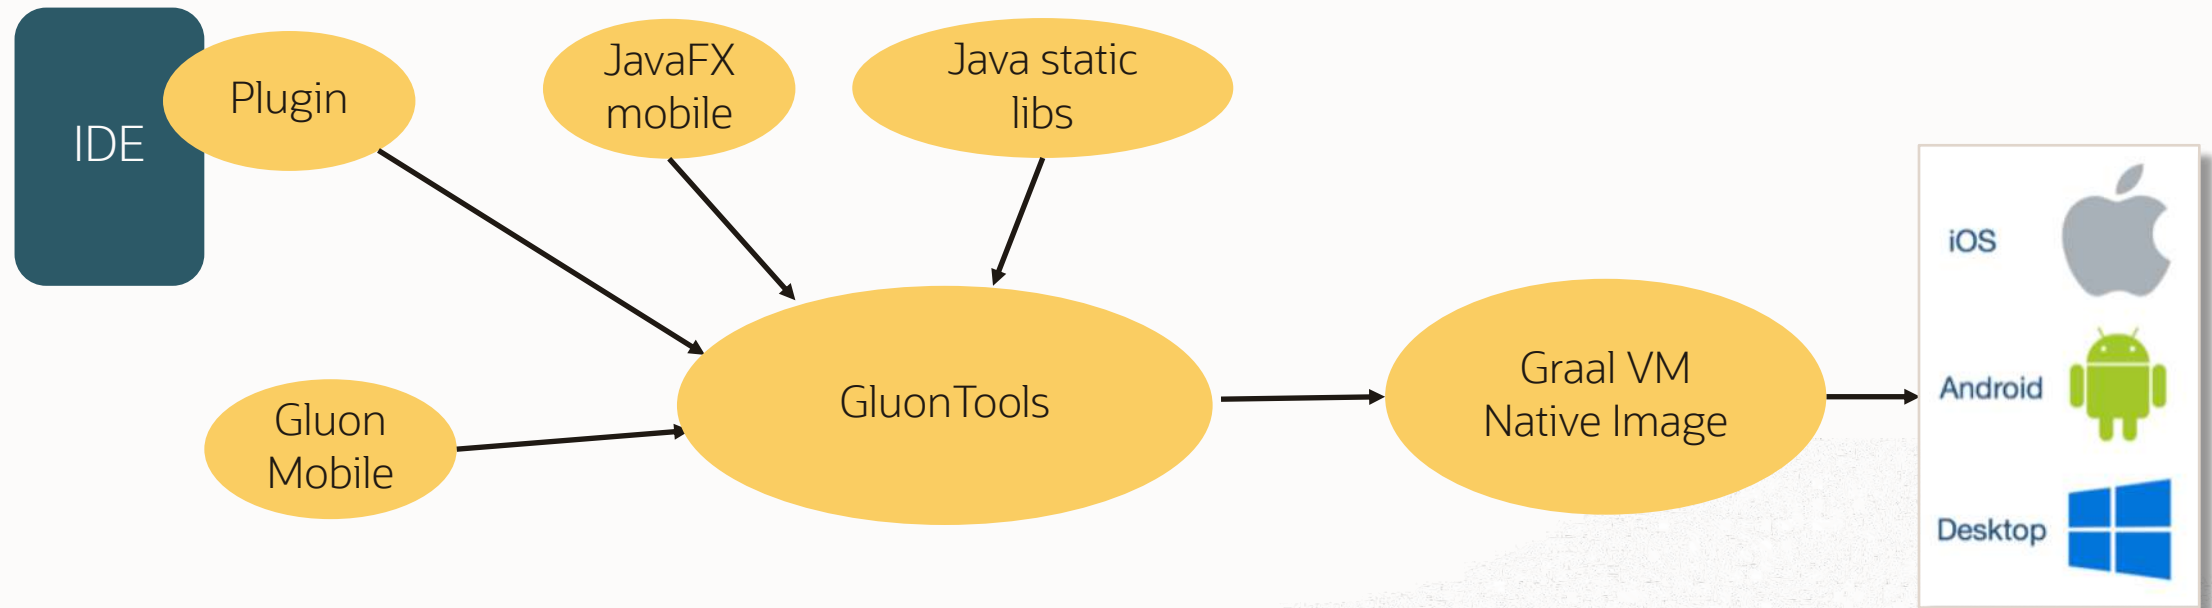 IDE
Plugin
JavaFX
mobile
Java static
libs
Gluon
Mobile
GluonTools
Graal VM
Native Image
iOS
Android
Desktop